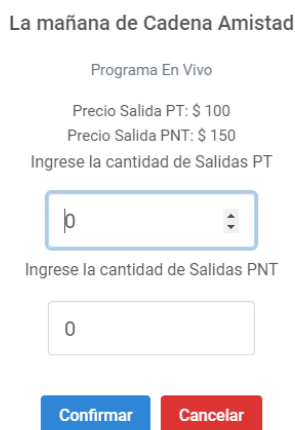 La mañana de Cadena Amistad
Programa En Vivo
Precio Salida PT: $ 100
Precio Salida PNT: $ 150
Ingrese la cantidad de Salidas PT
0
Ingrese la cantidad de Salidas PNT
0
Confirmar Cancelar